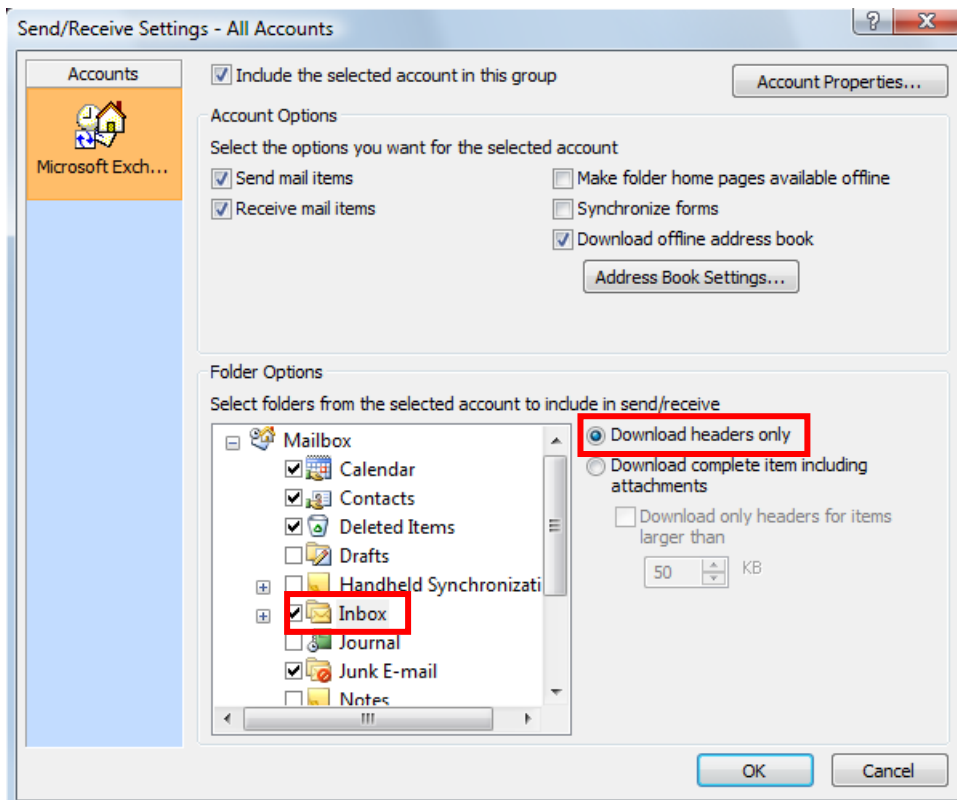 Send/Receive Settings - All Accounts
Accounts
Microsoft Exch...
Include the selected account in this group
Account Properties...
Account Options
Select the options you want for the selected account
Send mail items
Make folder home pages available offline
Receive mail items
Synchronize forms
Download offline address book
Address Book Settings...
Folder Options
Select folders from the selected account to include in send/receive
Mailbox
Calendar
Contacts
Deleted Items
Drafts
Handheld Synchronizati
Inbox
Journal
Junk E-mail
Notes
Download headers only
Download complete item including
attachments
Download only headers for items
larger than
50 KB
OK
Cancel